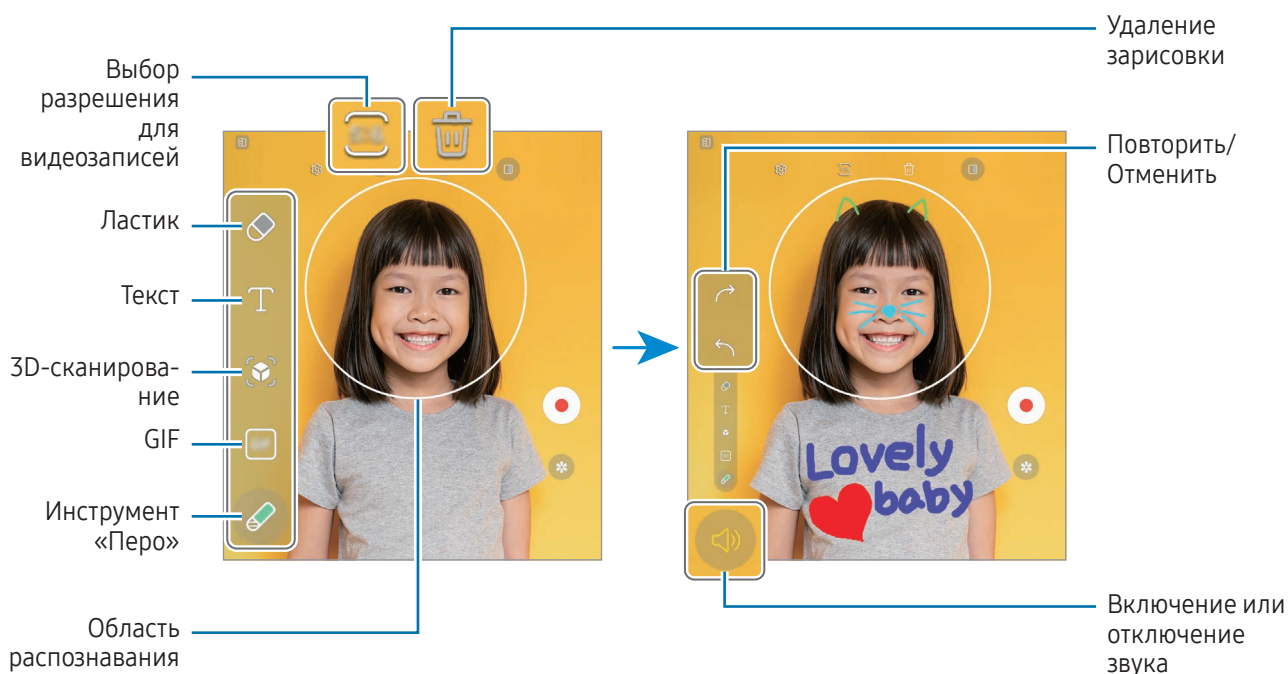 Выбор
разрешения
для
видеозаписей
Ластик
Текст
3D-сканирова-
ние
GIF
Инструмент
«Перо»
Область
распознавания
T
Удаление
зарисовки
Повторить/
Отменить
T
Lovely
baby
Включение или
отключение
звука